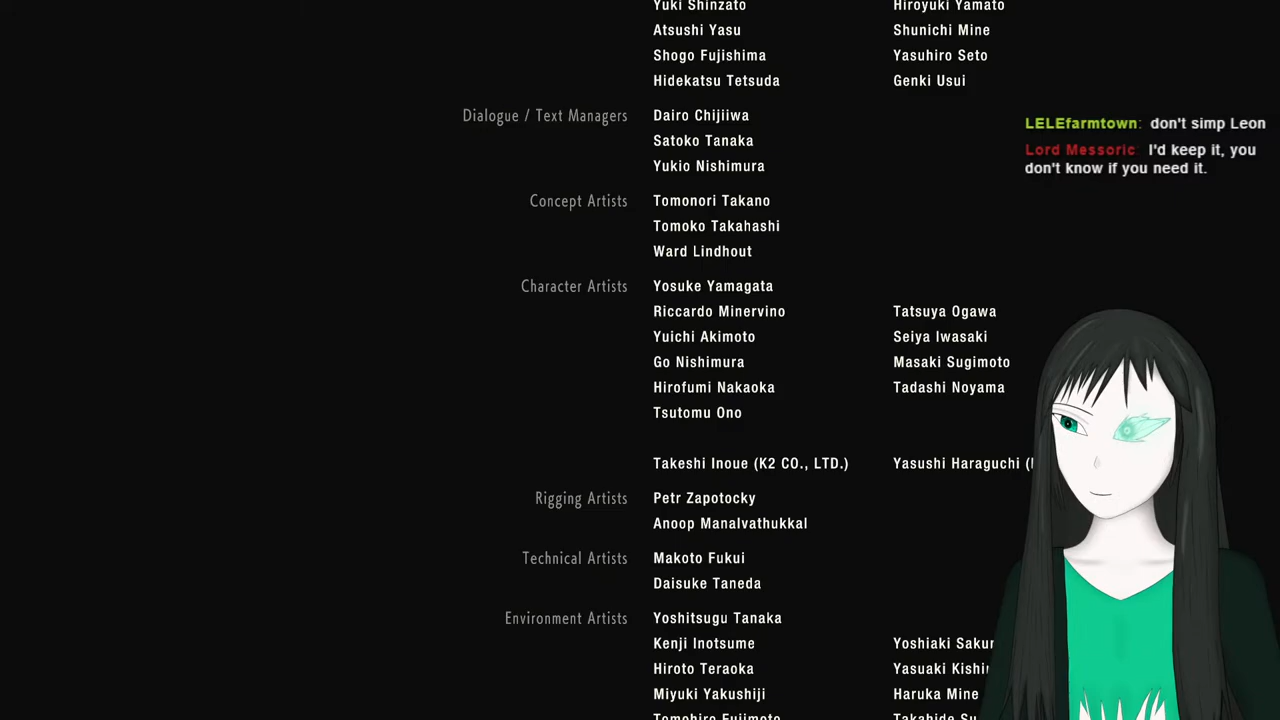 Yuki Shinzato Hiroyuki Yamato
Atsushi Yasu Shunichi Mine
Shogo Fujishima Yasuhiro Seto
Hidekatsu Tetsuda Genki Usui
Dialogue / Text Managers Dairo Chijiiwa
Satoko Tanaka
Yukio Nishimura
Concept Artists Tomonori Takano
Tomoko Takahashi
Ward Lindhout
Character Artists Yosuke Yamagata
Riccardo Minervino Tatsuya Ogawa
Yuichi Akimoto Seiya Iwasaki
Go Nishimura Masaki Sugimoto
Hirofumi Nakaoka Tadashi Noyama
Tsutomu Ono
Takeshi Inoue (K2 CO., LTD.) Yasushi Haraguchi
Rigging Artists Petr Zapotocky
Anoop Manalvathukkal
Technical Artists Makoto Fukui
Daisuke Taneda
Environment Artists Yoshitsugu Tanaka
Kenji Inotsume Yoshiaki
Hiroto Teraoka Yasuaki
Miyuki Yakushiji Haruka Mine
Tomohiro Fujimoto Takahide
LELEfarmtown: don't simp Leon
Lord Messoric: I'd keep it, you
don't know if you need it.